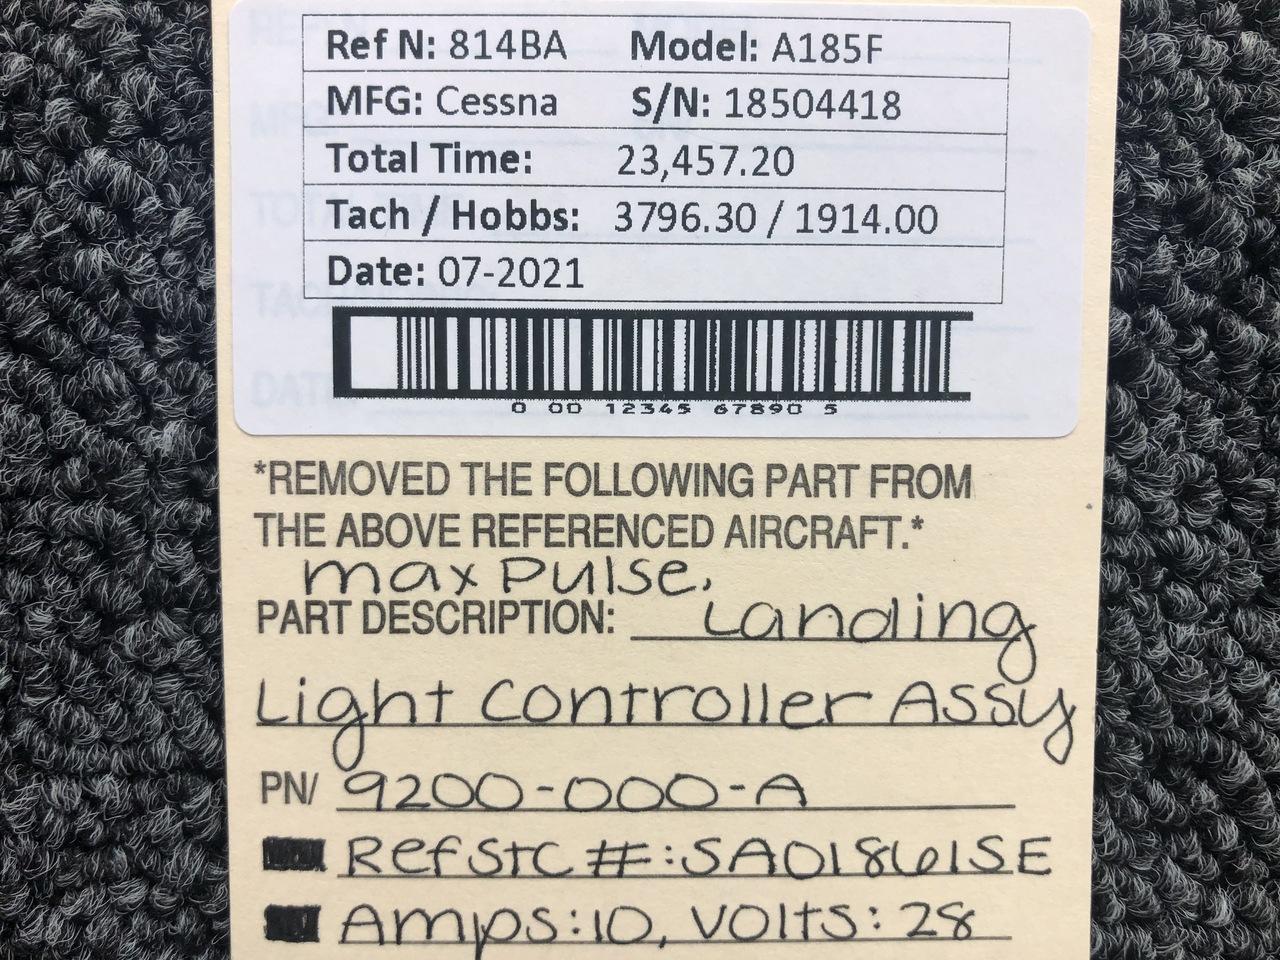 Ref N: 814BA Model: A185F
MFG: Cessna S/N: 18504418
Total Time: 23,457.20
Tach / Hobbs: 3796.30 / 1914.00
Date: 07-2021
0 00 12345 67890 5
*REMOVED THE FOLLOWING PART FROM
THE ABOVE REFERENCED AIRCRAFT.*
max Pulse,
PART DESCRIPTION: Landing
Light Controller Assy
PN/ 9200-000-A
Ref STC #: SA01861SE
Amps: 10, Volts: 28